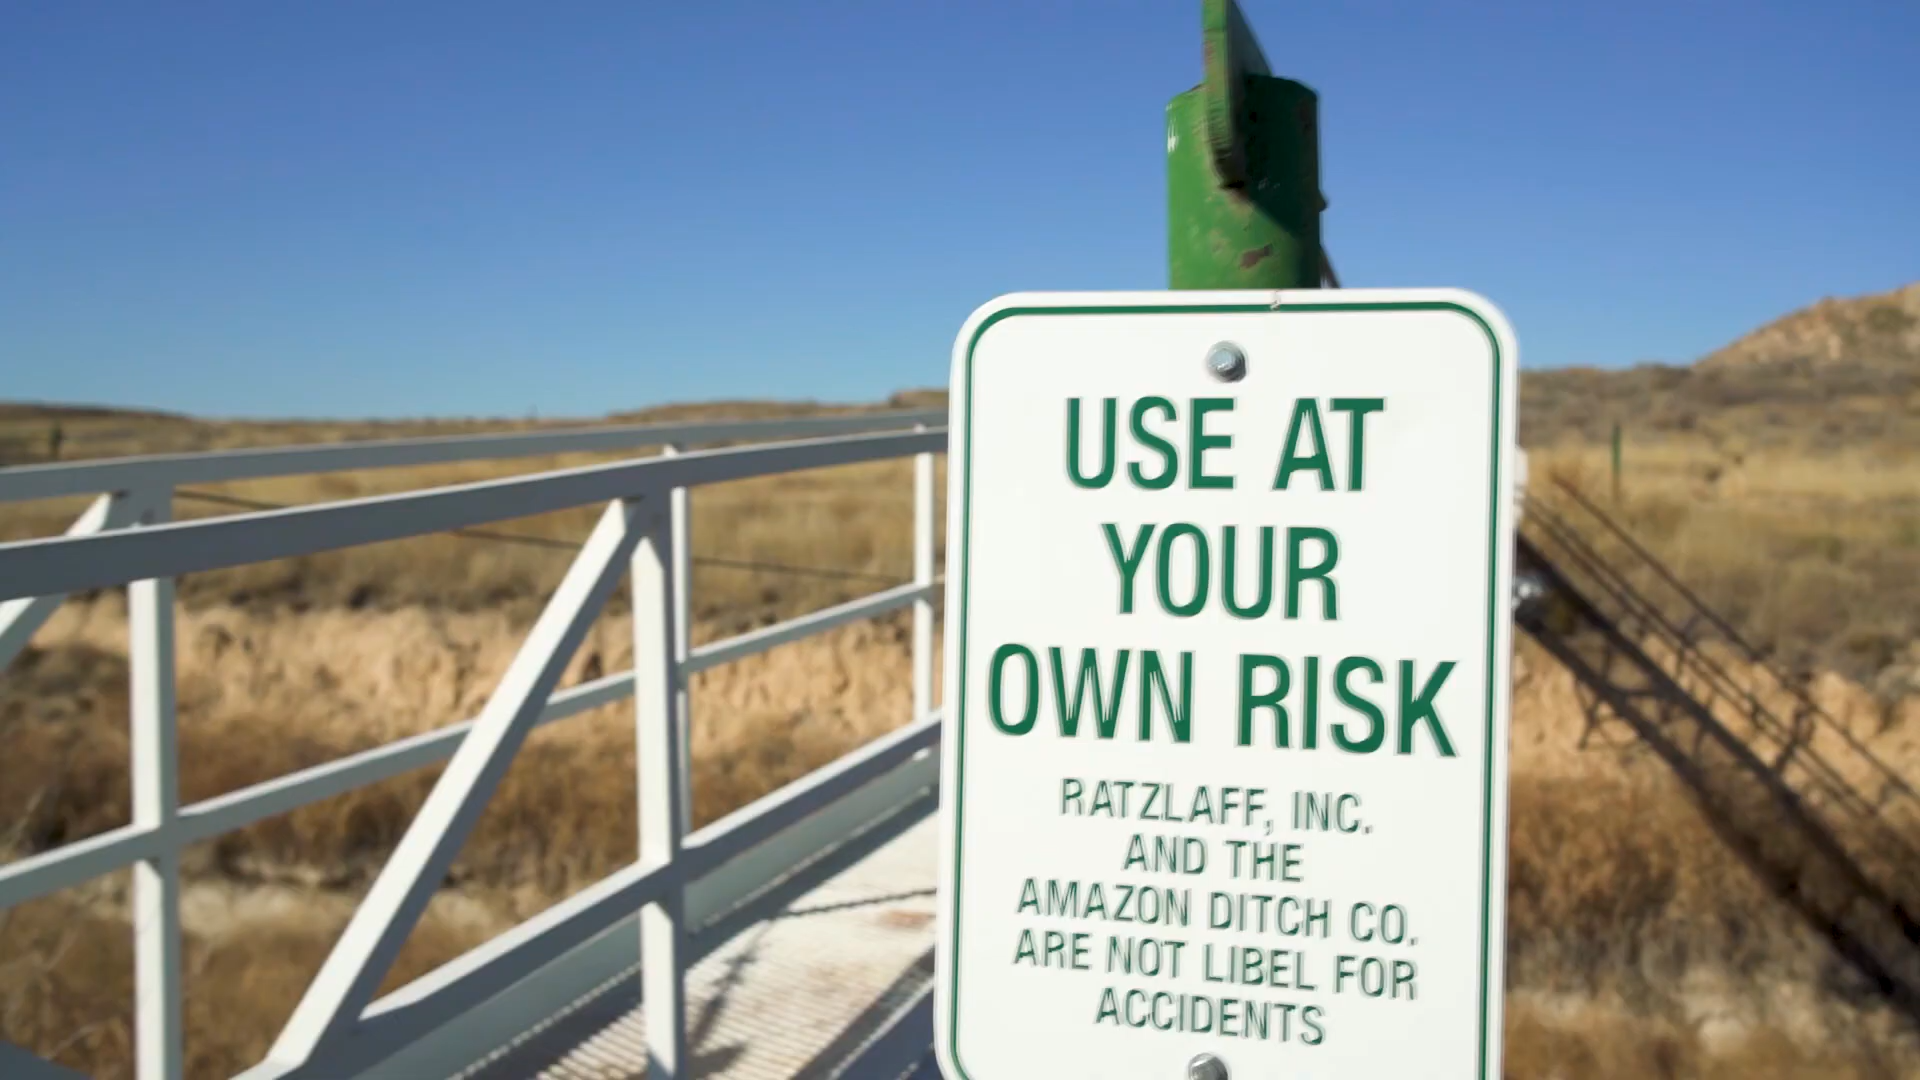 USE AT
YOUR
OWN RISK
RATZLAFF, INC.
AND THE
AMAZON DITCH CO.
ARE NOT LIBEL FOR
ACCIDENTS